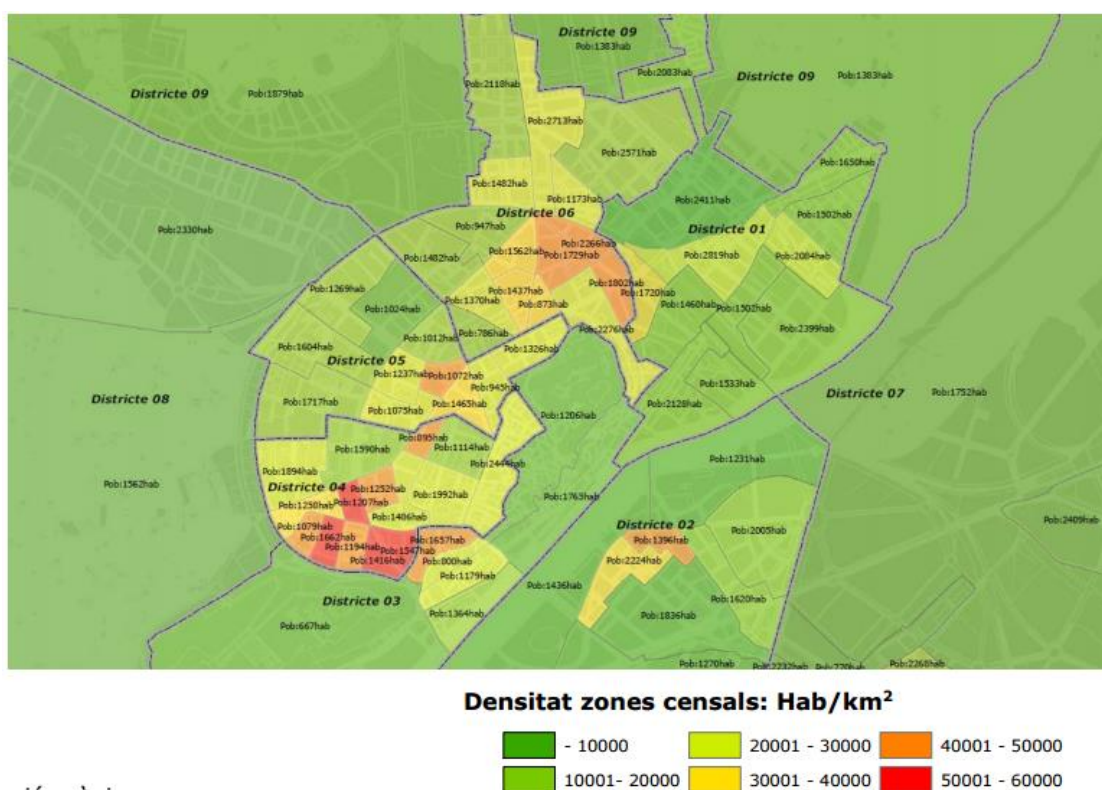 Districte 09
Pob:1383hab
Pob:2083hab
Districte 09
Pob:1383hab
Pob:2118hab
Districte 09
Pob:1879hab
Pob:2713hab
Pob:2571hab
Pob:1650hab
Pob:1482hab
Pob:1173hab
Pob:2411hab
Pob:1502hab
Districte 06
Pob:947hab
Pob:2330hab
Districte 01
Pob:2266hab
Pob:1562hab
Pob:1729hab
Pob:1482hab
Pob:2819hab
Pob:2084hab
Pob:1269hab
Pob:1802hab
Pob:1437hab
Pob:1720hab
Pob:1370hab
Pob:873hab
Pob:1460hab
Pob:1502hab
Pob:1024hab
Pob:2399hab
Pob:786hab
Pob:2276hab
Pob:1012hab
Pob:1604hab
Pob:1326hab
Districte 05
Pob:1237hab
Pob:1072hab
Pob:945hab
Pob:1533hab
Districte 07
Pob:1752hab
Districte 08
Pob:1717hab
Pob:1465hab
Pob:2128hab
Pob:1075hab
Pob:1206hab
Pob:895hab
Pob:1590hab
Pob:1114hab
Pob:1231hab
Pob:2444hab
Pob:1894hab
Pob:1562hab
Districte 04
Pob:1252hab
Pob:1992hab
Pob:1765hab
Pob:1250hab
Pob:1207hab
Pob:1486hab
Pob:2409hab
Pob:1079hab
Districte 02
Pob:2005hab
Pob:1662hab
Pob:1657hab
Pob:1396hab
Pob:1194hab
Pob:1547hab
Pob:1416hab
Pob:800hab
Pob:2224hab
Pob:1179hab
Pob:1436hab
Districte 03
Pob:1620hab
Pob:1364hab
Pob:1836hab
Pob:667hab
Pob:1270hab
Pob:2232hab
Pob:770hab
Pob:2268hab
Densitat zones censals: Hab/km²
- 10000
20001 - 30000
40001 - 50000
10001- 20000
30001 - 40000
50001 - 60000